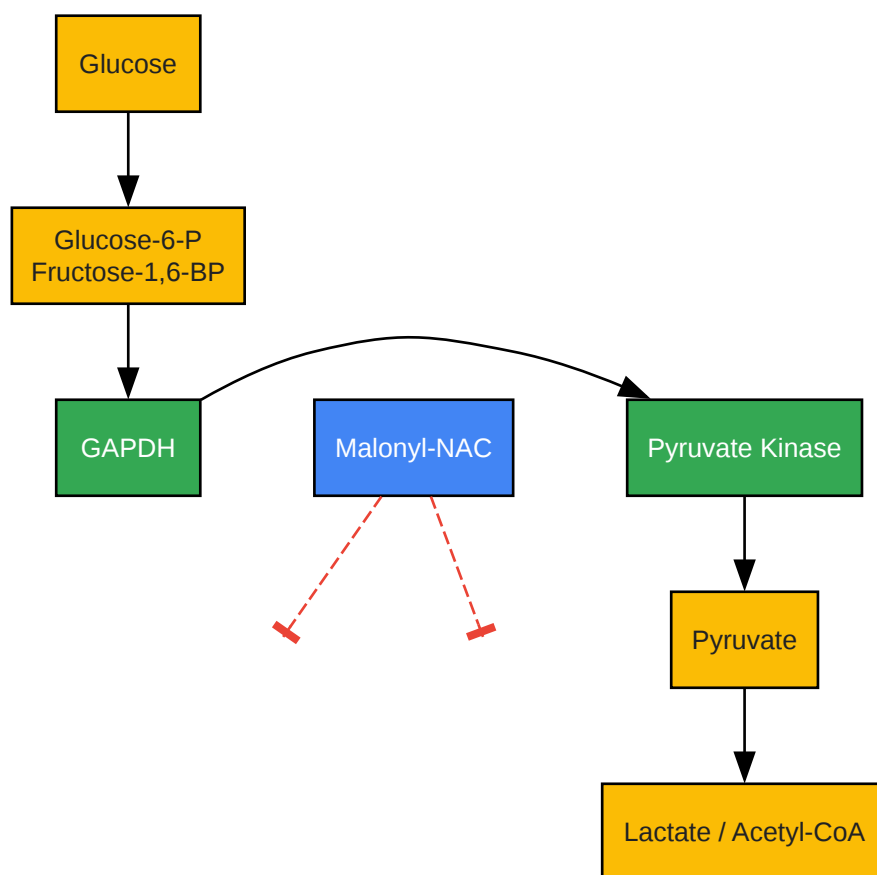 Glucose
Glucose-6-P
Fructose-1,6-BP
GAPDH
Malonyl-NAC
Pyruvate Kinase
Pyruvate
Lactate / Acetyl-CoA